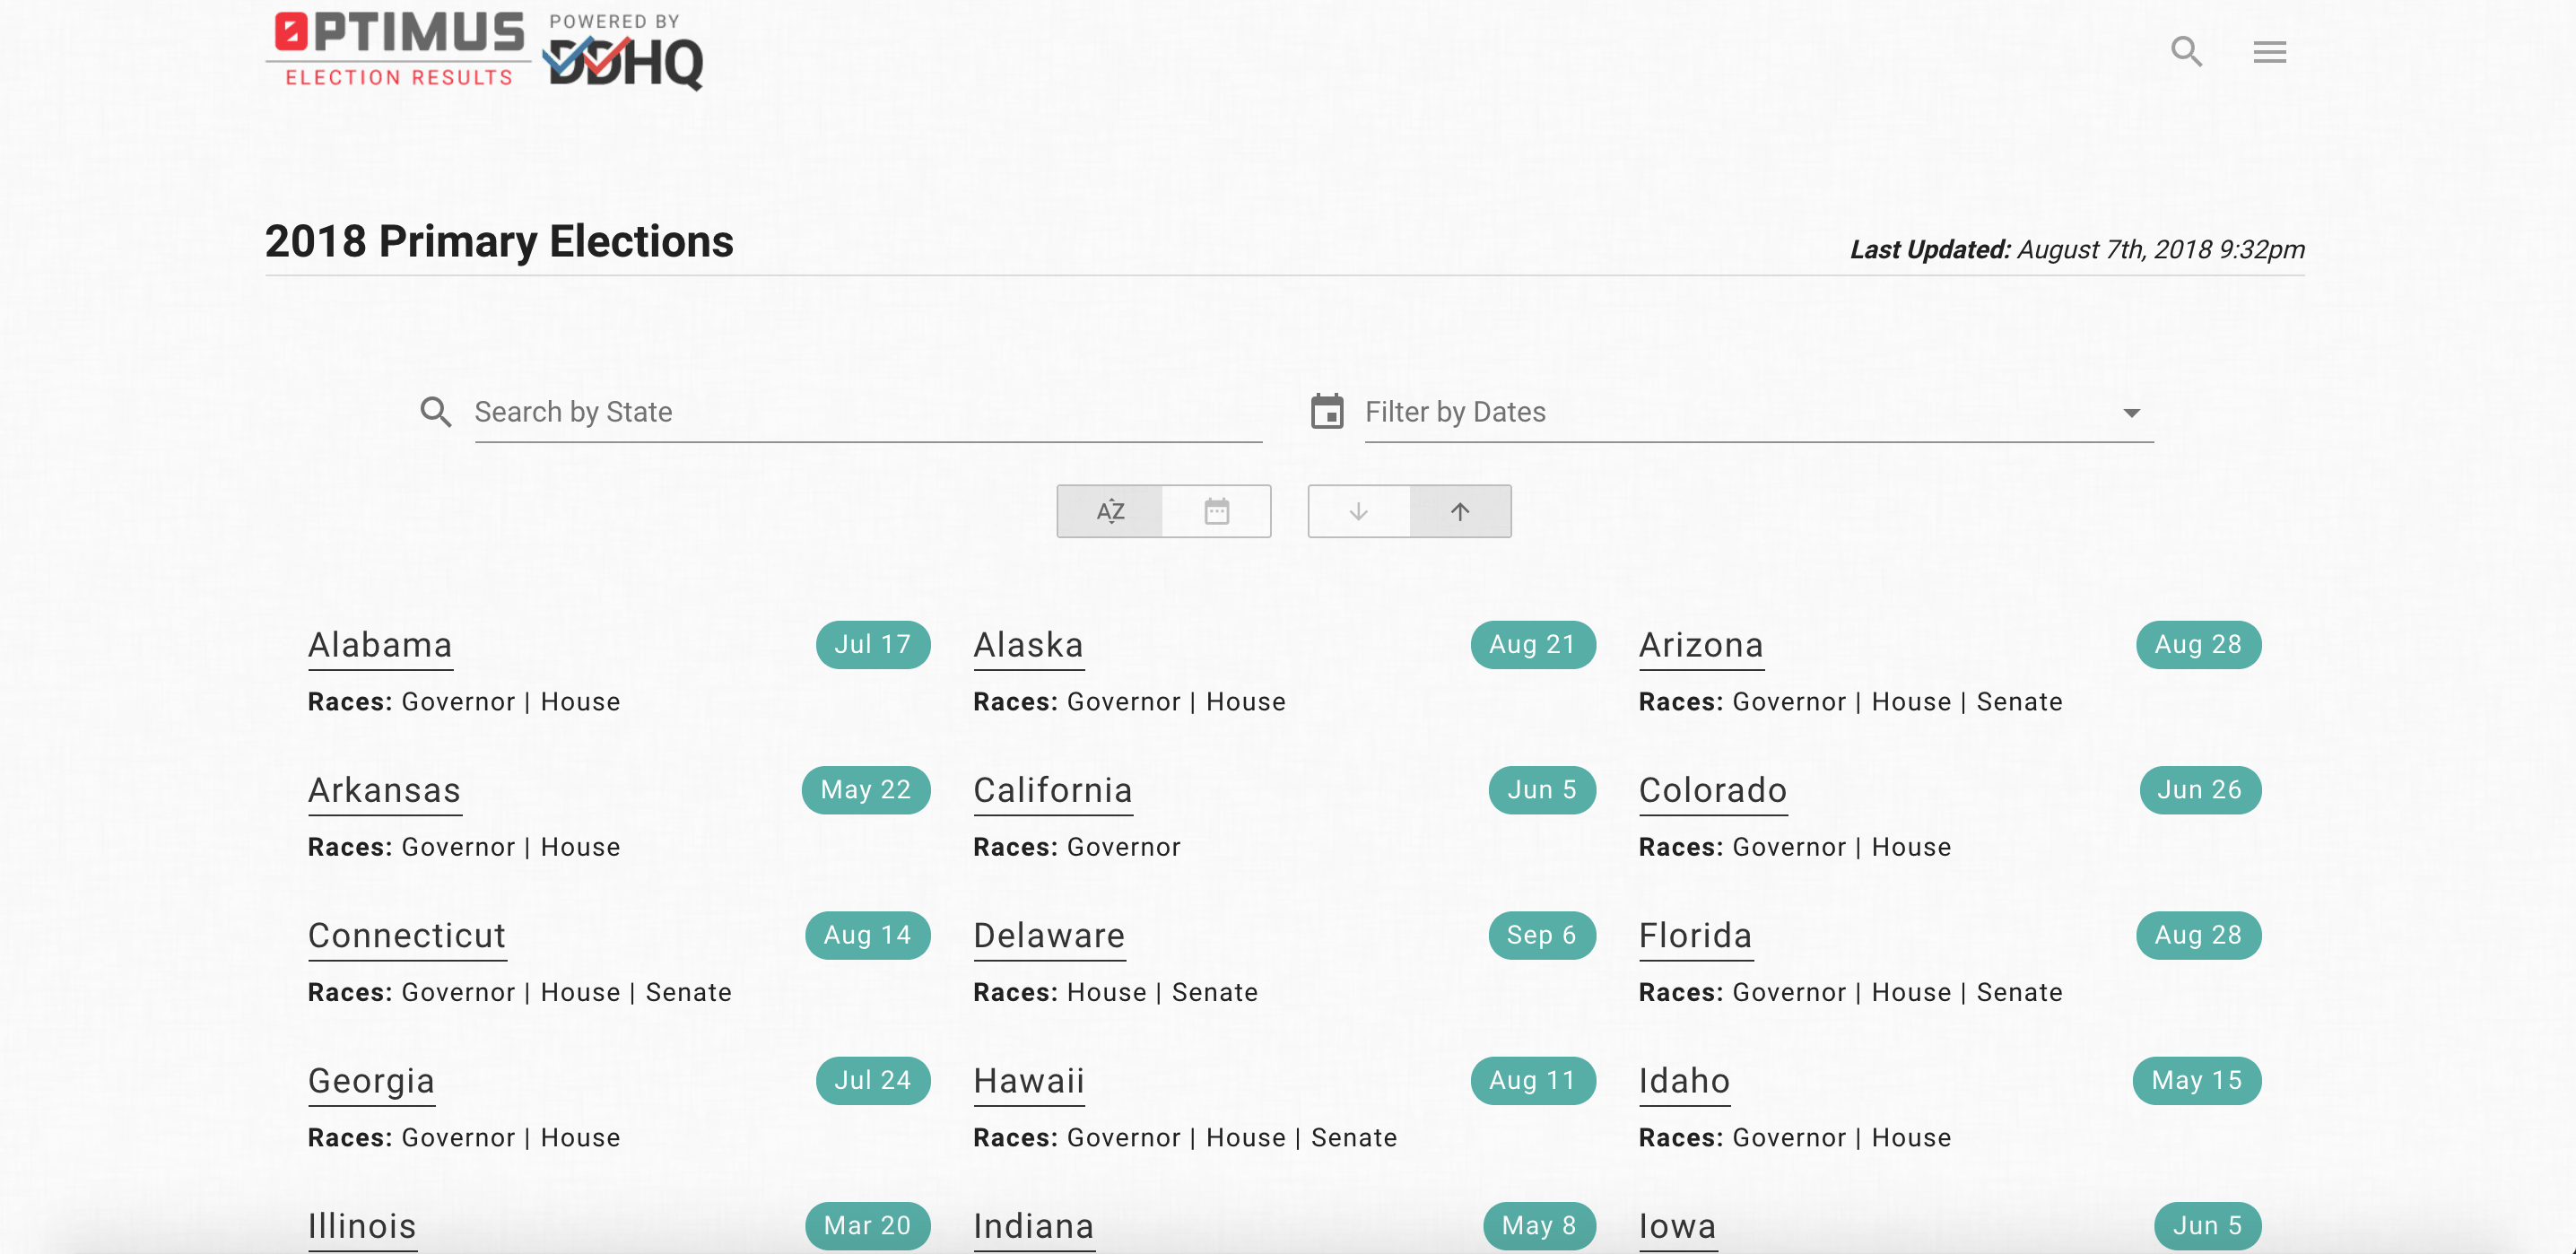 OPTIMUS
ELECTION RESULTS
POWERED BY
DDHQ
2018 Primary Elections
Last Updated: August 7th, 2018 9:32pm
Search by State
Filter by Dates
AZ
Alabama
Jul 17
Races: Governor | House
Alaska
Aug 21
Races: Governor | House
Arizona
Aug 28
Races: Governor | House | Senate
Arkansas
May 22
Races: Governor | House
California
Jun 5
Races: Governor
Colorado
Jun 26
Races: Governor | House
Connecticut
Aug 14
Races: Governor | House | Senate
Delaware
Sep 6
Races: House | Senate
Florida
Aug 28
Races: Governor | House | Senate
Georgia
Jul 24
Races: Governor | House
Hawaii
Aug 11
Races: Governor | House | Senate
Idaho
May 15
Races: Governor | House
Illinois
Mar 20
Indiana
May 8
Iowa
Jun 5